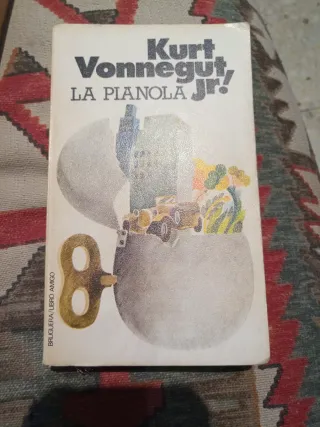 Kurt
Vonnegut
LA PIANOLA jr!
BRUGUERA/LIBRO AMIGO